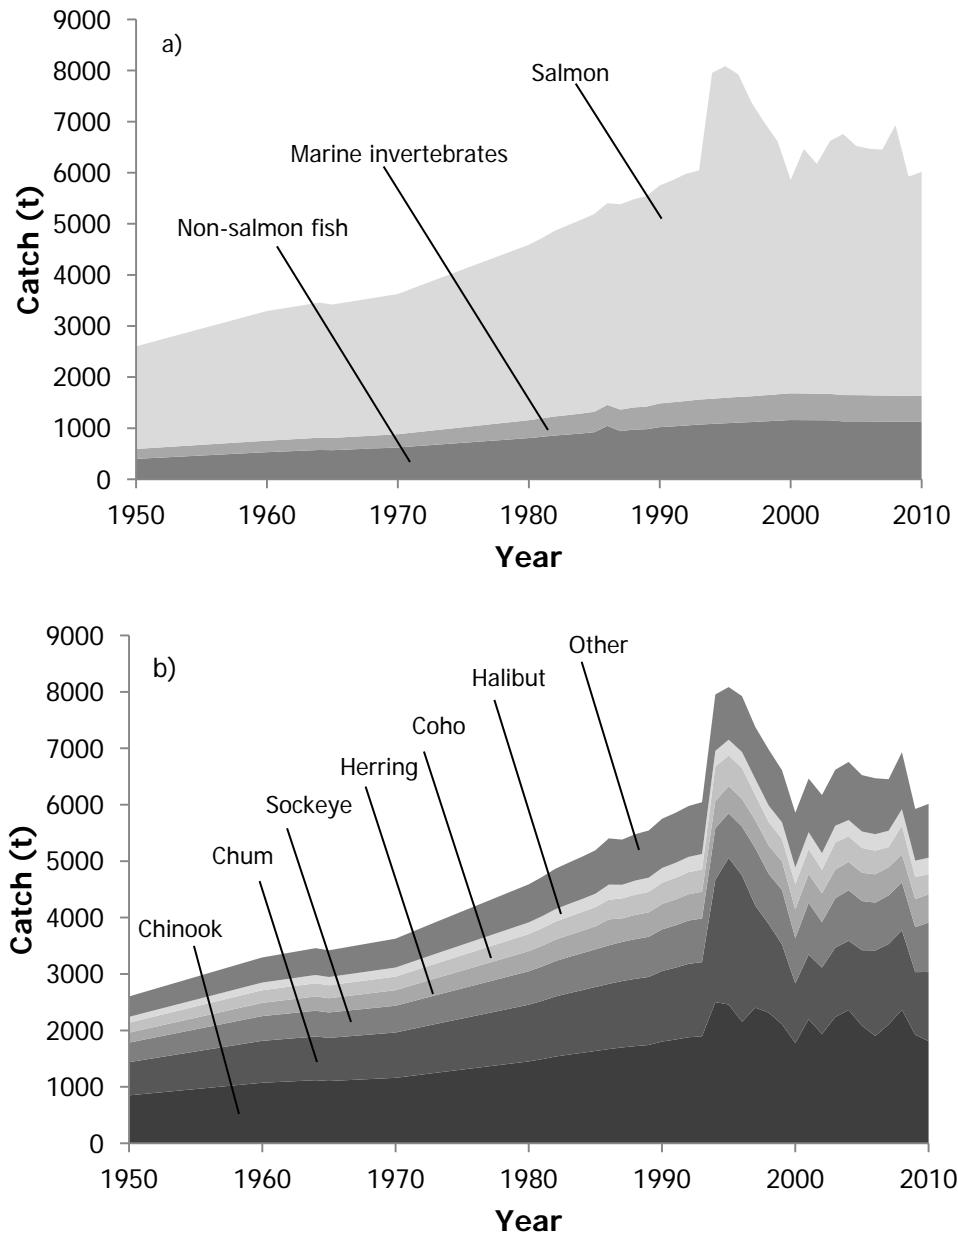 9000
a)
8000
Salmon
7000
Marine invertebrates
6000
Non-salmon fish
5000
4000
3000
2000
1000
0
Catch (t)
1950 1960 1970 1980 1990 2000 2010
Year
9000
Other
b)
8000
Halibut
Coho
7000
Herring
Sockeye
6000
Chum
5000
Chinook
4000
3000
2000
1000
0
Catch (t)
1950 1960 1970 1980 1990 2000 2010
Year